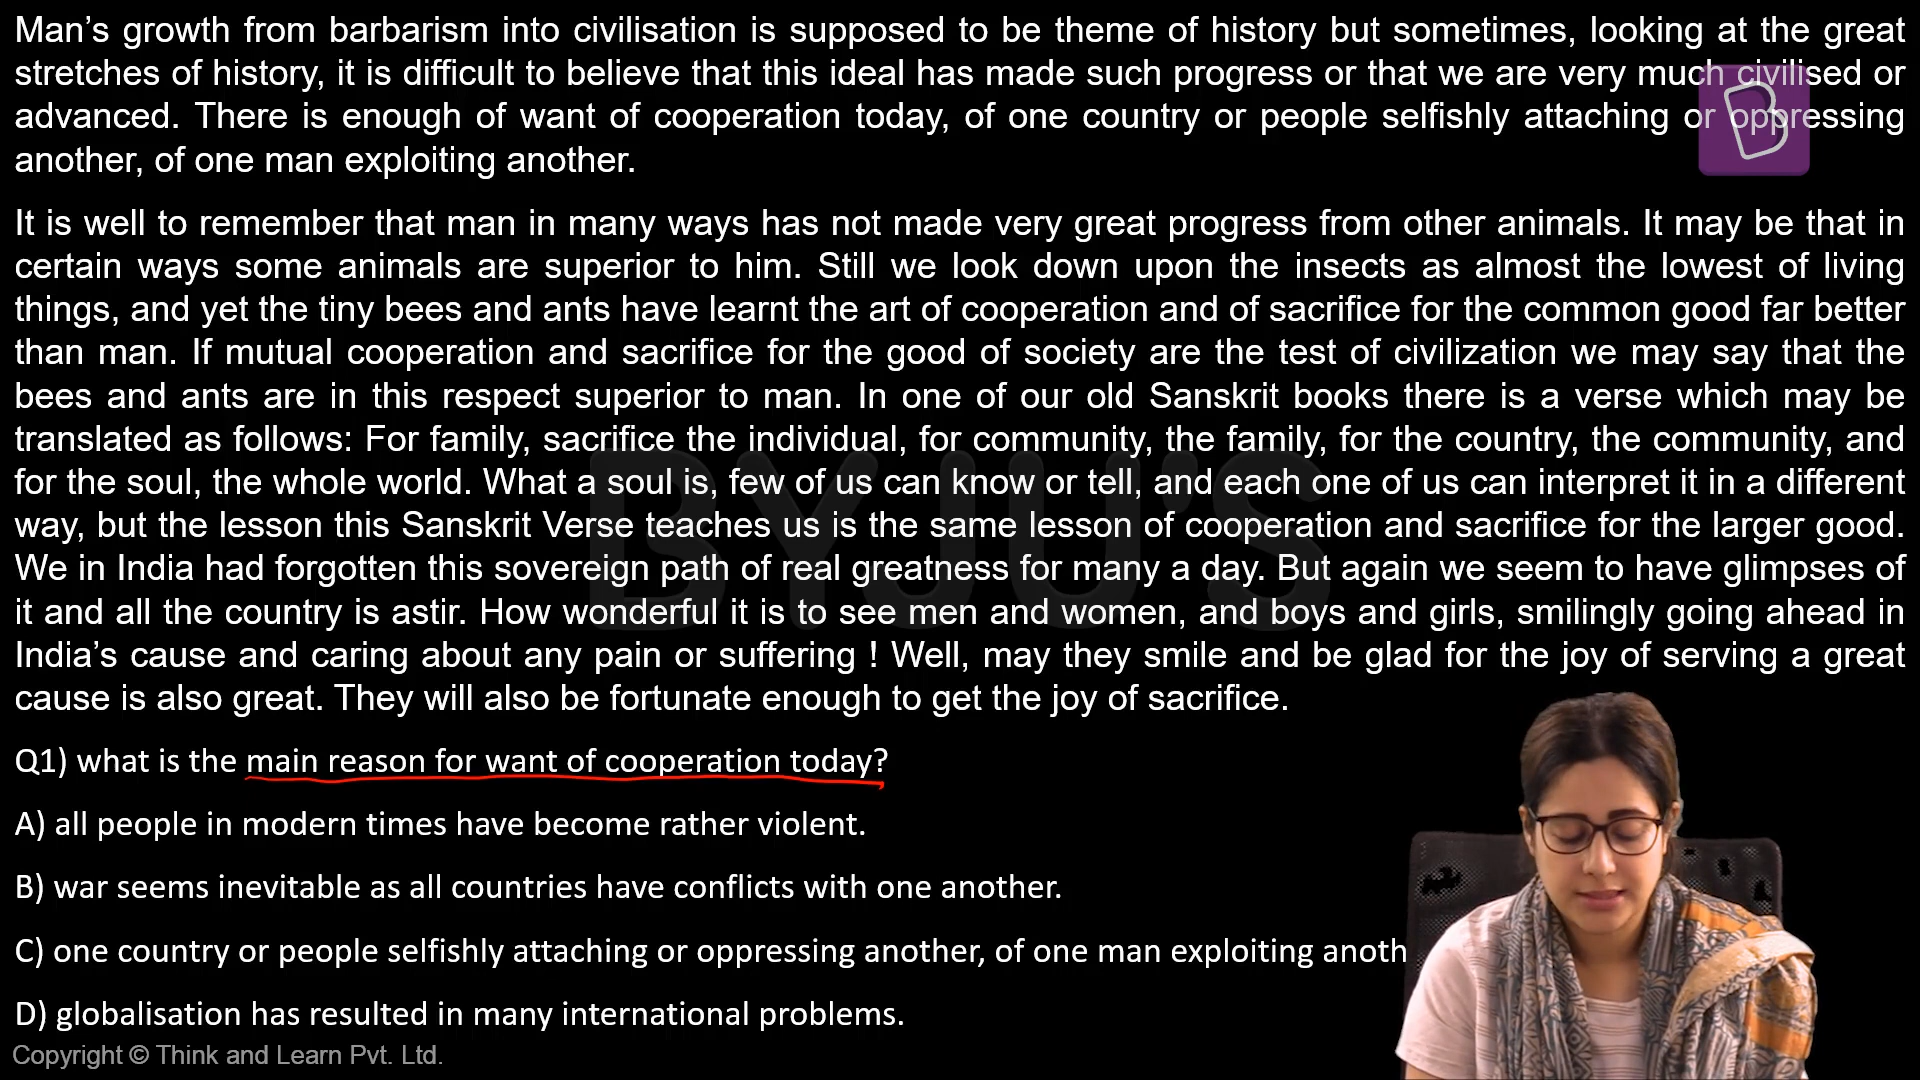 Man’s growth from barbarism into civilisation is supposed to be theme of history but sometimes, looking at the great
stretches of history, it is difficult to believe that this ideal has made such progress or that we are very much civilised or
advanced. There is enough of want of cooperation today, of one country or people selfishly attaching or oppressing
another, of one man exploiting another.
It is well to remember that man in many ways has not made very great progress from other animals. It may be that in
certain ways some animals are superior to him. Still we look down upon the insects as almost the lowest of living
things, and yet the tiny bees and ants have learnt the art of cooperation and of sacrifice for the common good far better
than man. If mutual cooperation and sacrifice for the good of society are the test of civilization we may say that the
bees and ants are in this respect superior to man. In one of our old Sanskrit books there is a verse which may be
translated as follows: For family, sacrifice the individual, for community, the family, for the country, the community, and
for the soul, the whole world. What a soul is, few of us can know or tell, and each one of us can interpret it in a different
way, but the lesson this Sanskrit Verse teaches us is the same lesson of cooperation and sacrifice for the larger good.
We in India had forgotten this sovereign path of real greatness for many a day. But again we seem to have glimpses of
it and all the country is astir. How wonderful it is to see men and women, and boys and girls, smilingly going ahead in
India’s cause and caring about any pain or suffering ! Well, may they smile and be glad for the joy of serving a great
cause is also great. They will also be fortunate enough to get the joy of sacrifice.
BYJU'S
Q1) what is the main reason for want of cooperation today?
A) all people in modern times have become rather violent.
B) war seems inevitable as all countries have conflicts with one another.
C) one country or people selfishly attaching or oppressing another, of one man exploiting anoth
D) globalisation has resulted in many international problems.
Copyright © Think and Learn Pvt. Ltd.